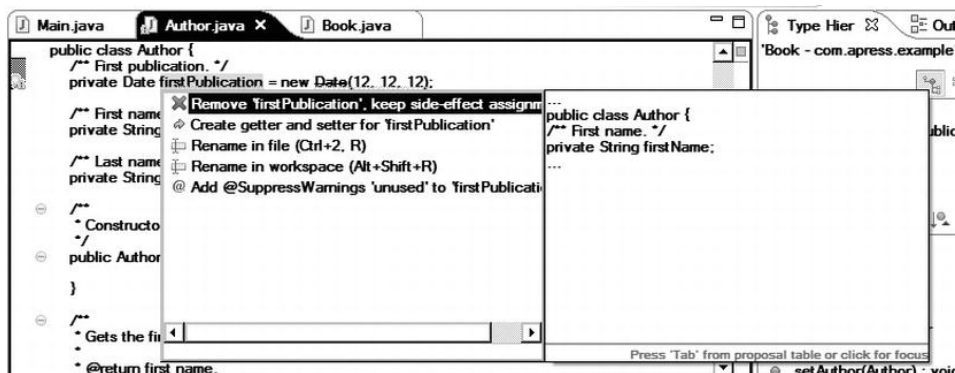 Main.java Author.java Book.java Type Hier
public class Author {
/** First publication. */
private Date firstPublication = new Date(12, 12, 12);
/** First name
private String
/** Last name
private String
/**
* Constructo
*/
public Author
}
/**
* Gets the fi
*
* @return first name.
Remove 'firstPublication', keep side-effect assignm
Create getter and setter for 'firstPublication'
Rename in file (Ctrl+2, R)
Rename in workspace (Alt+Shift+R)
Add @SuppressWarnings 'unused' to 'firstPublicati
...
public class Author {
/** First name. */
private String firstName;
...
Press 'Tab' from proposal table or click for focus
'Book - com.apress.example
setAuthor(Author) : void